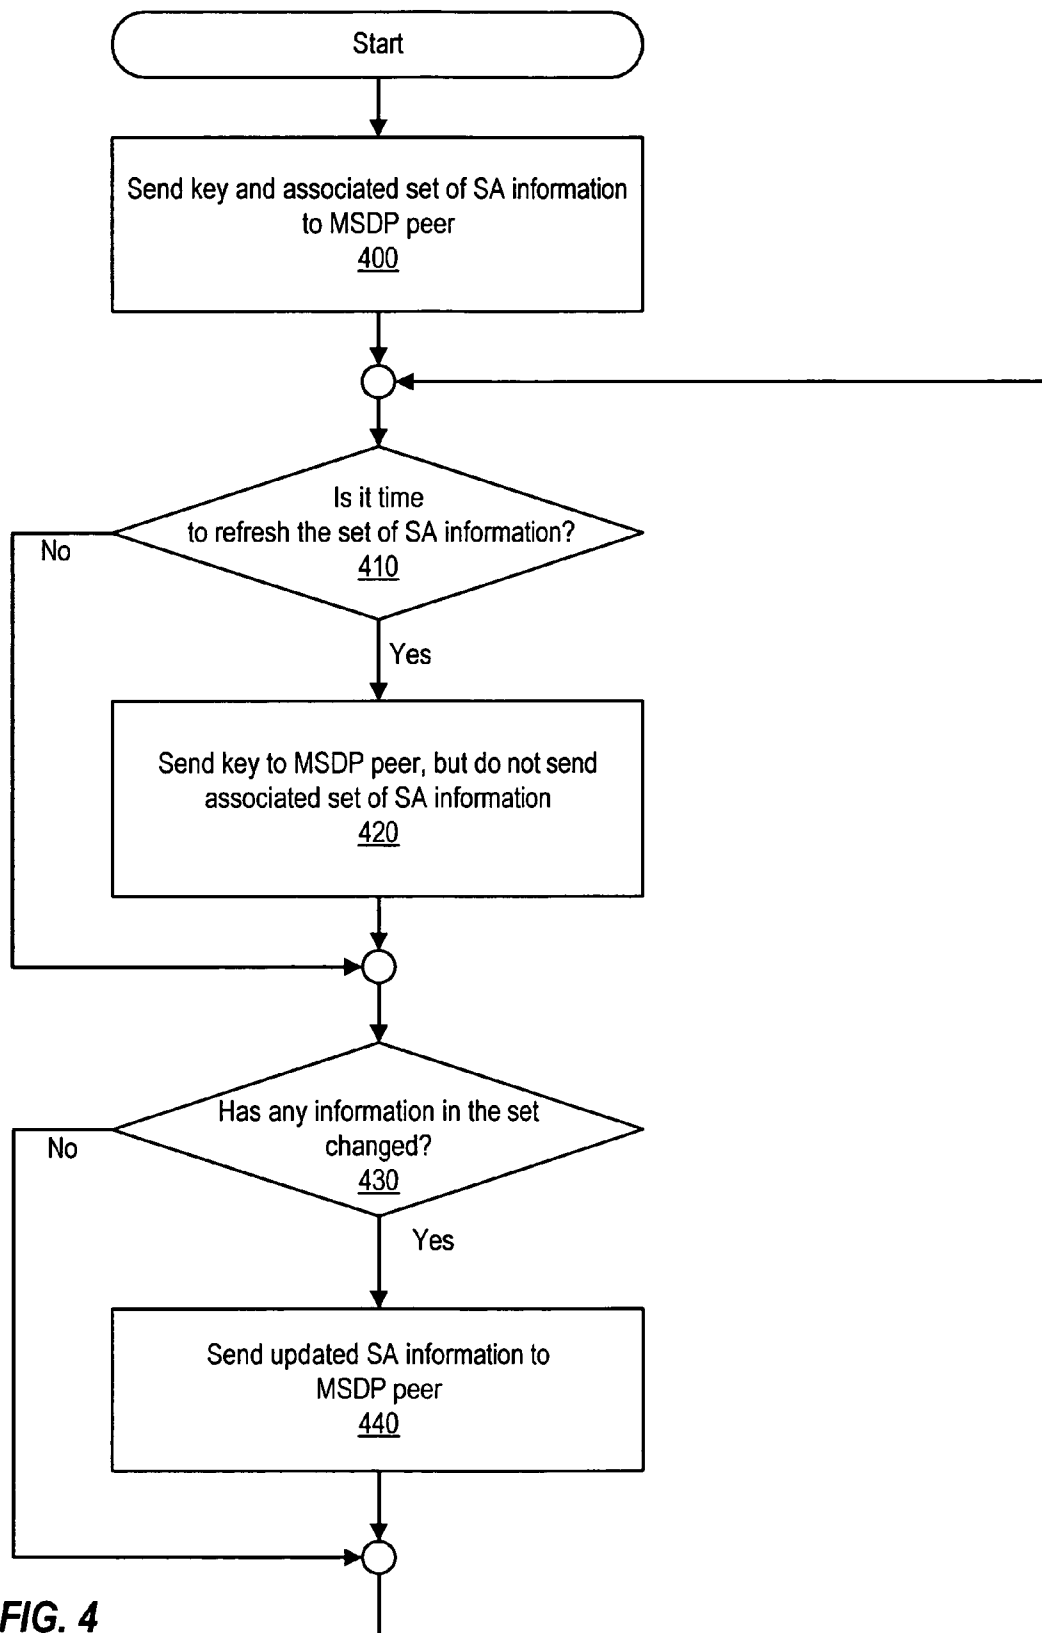 Start
Send key and associated set of SA information
to MSDP peer
400
Is it time
to refresh the set of SA information?
410
No
Yes
Send key to MSDP peer, but do not send
associated set of SA information
420
Has any information in the set
changed?
430
No
Yes
Send updated SA information to
MSDP peer
440
FIG. 4